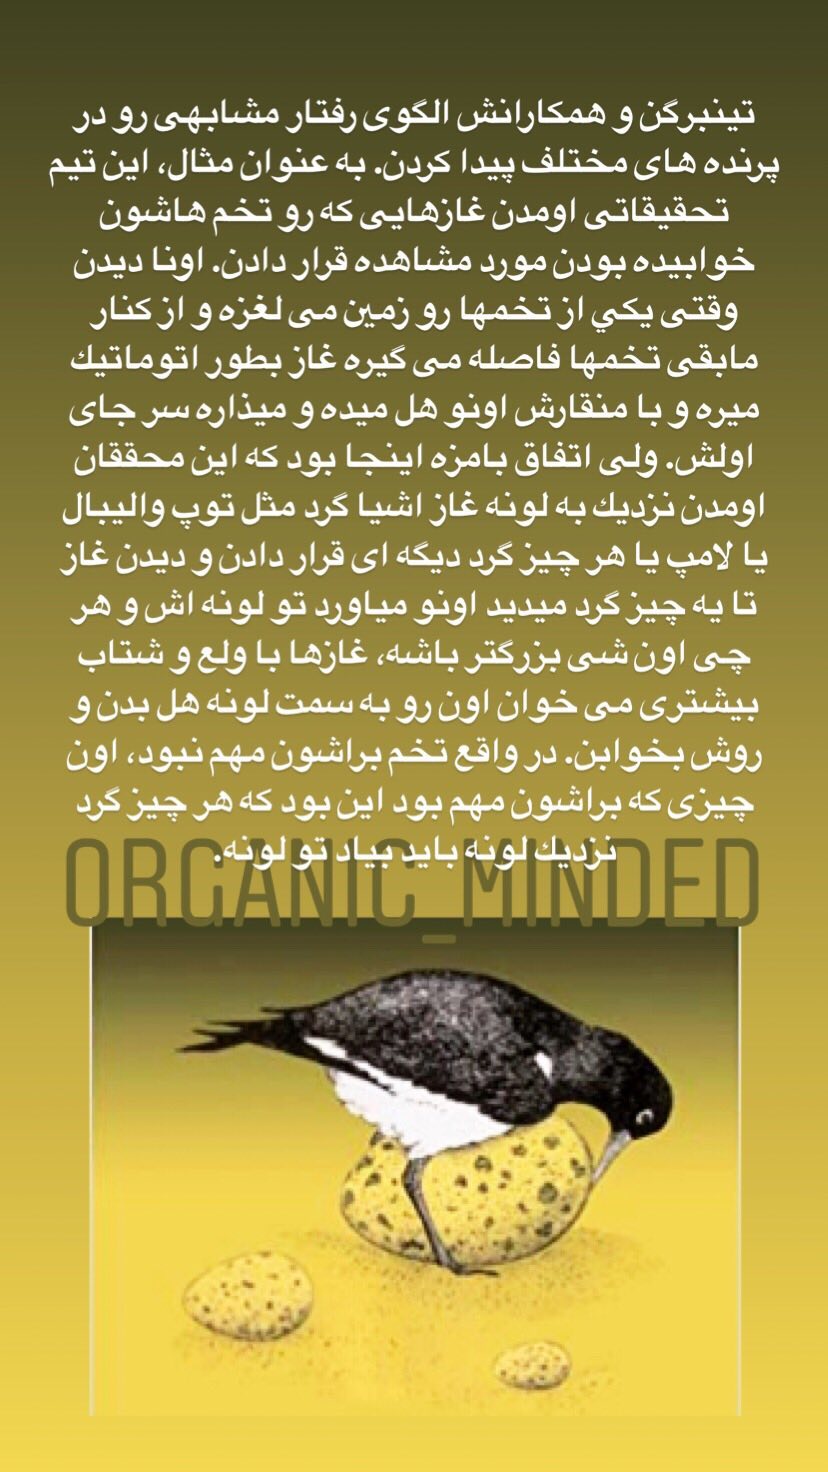 تینبرگن و همکارانش الگوی رفتار مشابهی رو در
پرنده های مختلف پیدا کردن. به عنوان مثال، این تیم
تحقیقاتی اومدن غازهایی که رو تخم هاشون
خوابیده بودن مورد مشاهده قرار دادن. اونا دیدن
وقتی یکي از تخمها رو زمین می لغزه و از کنار
مابقی تخمها فاصله می گیره غاز بطور اتوماتیك
میره و با منقارش اونو هل میده و میذاره سر جای
اولش. ولی اتفاق بامزه اینجا بود که این محققان
اومدن نزدیك به لونه غاز اشیا گرد مثل توپ والیبال
یا لامپ یا هر چیز گرد دیگه ای قرار دادن و دیدن غاز
تا یه چیز گرد میدید اونو میاورد تو لونه اش و هر
چی اون شی بزرگتر باشه، غازها با ولع و شتاب
بیشتری می خوان اون رو به سمت لونه هل بدن و
روش بخوابن. در واقع تخم براشون مهم نبود، اون
چیزی که براشون مهم بود این بود که هر چیز گرد
نزدیك لونه باید بیاد تو لونه.
ORGANIC_MINDED